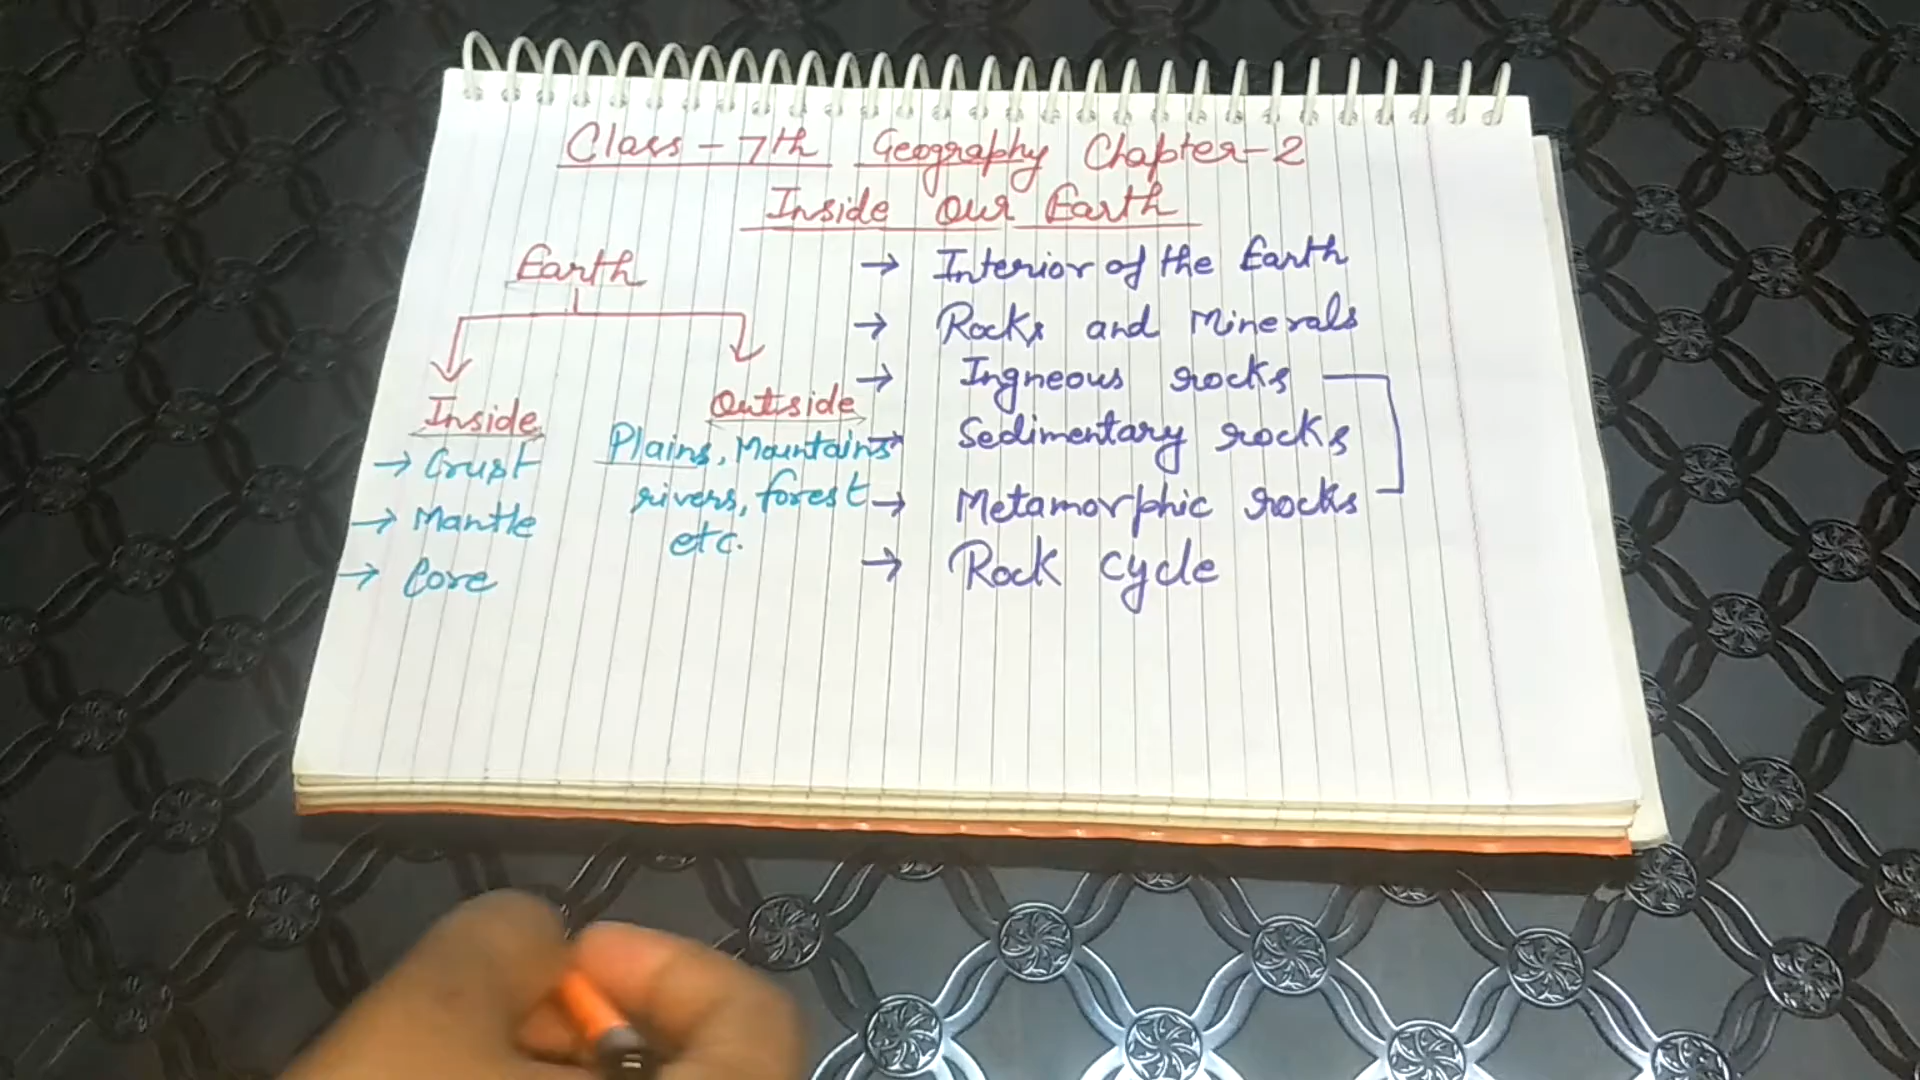 Class - 7th Geography Chapter-2
Inside Our Earth
Earth
Inside
→ Crust
→ Mantle
→ Core
Outside
Plains, Mountains
rivers, forest
etc.
→ Interior of the Earth
→ Rocks and Minerals
→ Ingneous rocks
→ Sedimentary rocks
→ Metamorphic rocks
→ Rock cycle